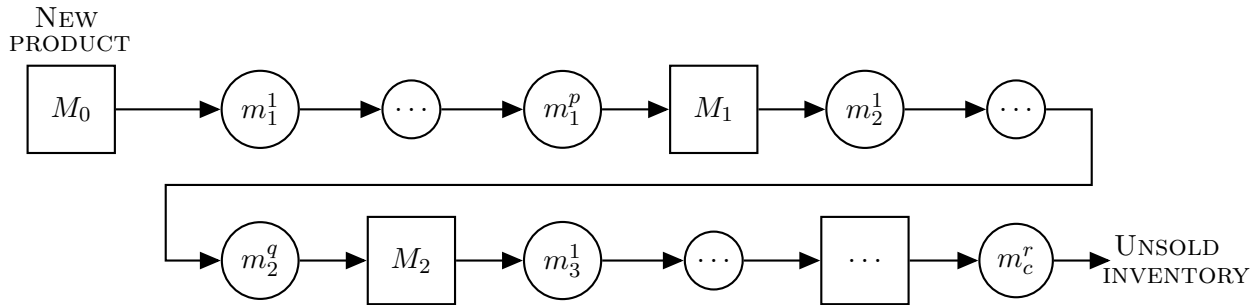 NEW
PRODUCT
M_0 m_1^1 ··· m_1^p M_1 m_2^1 ···
m_2^q M_2 m_3^1 ··· ··· m_c^r UNSOLD
INVENTORY